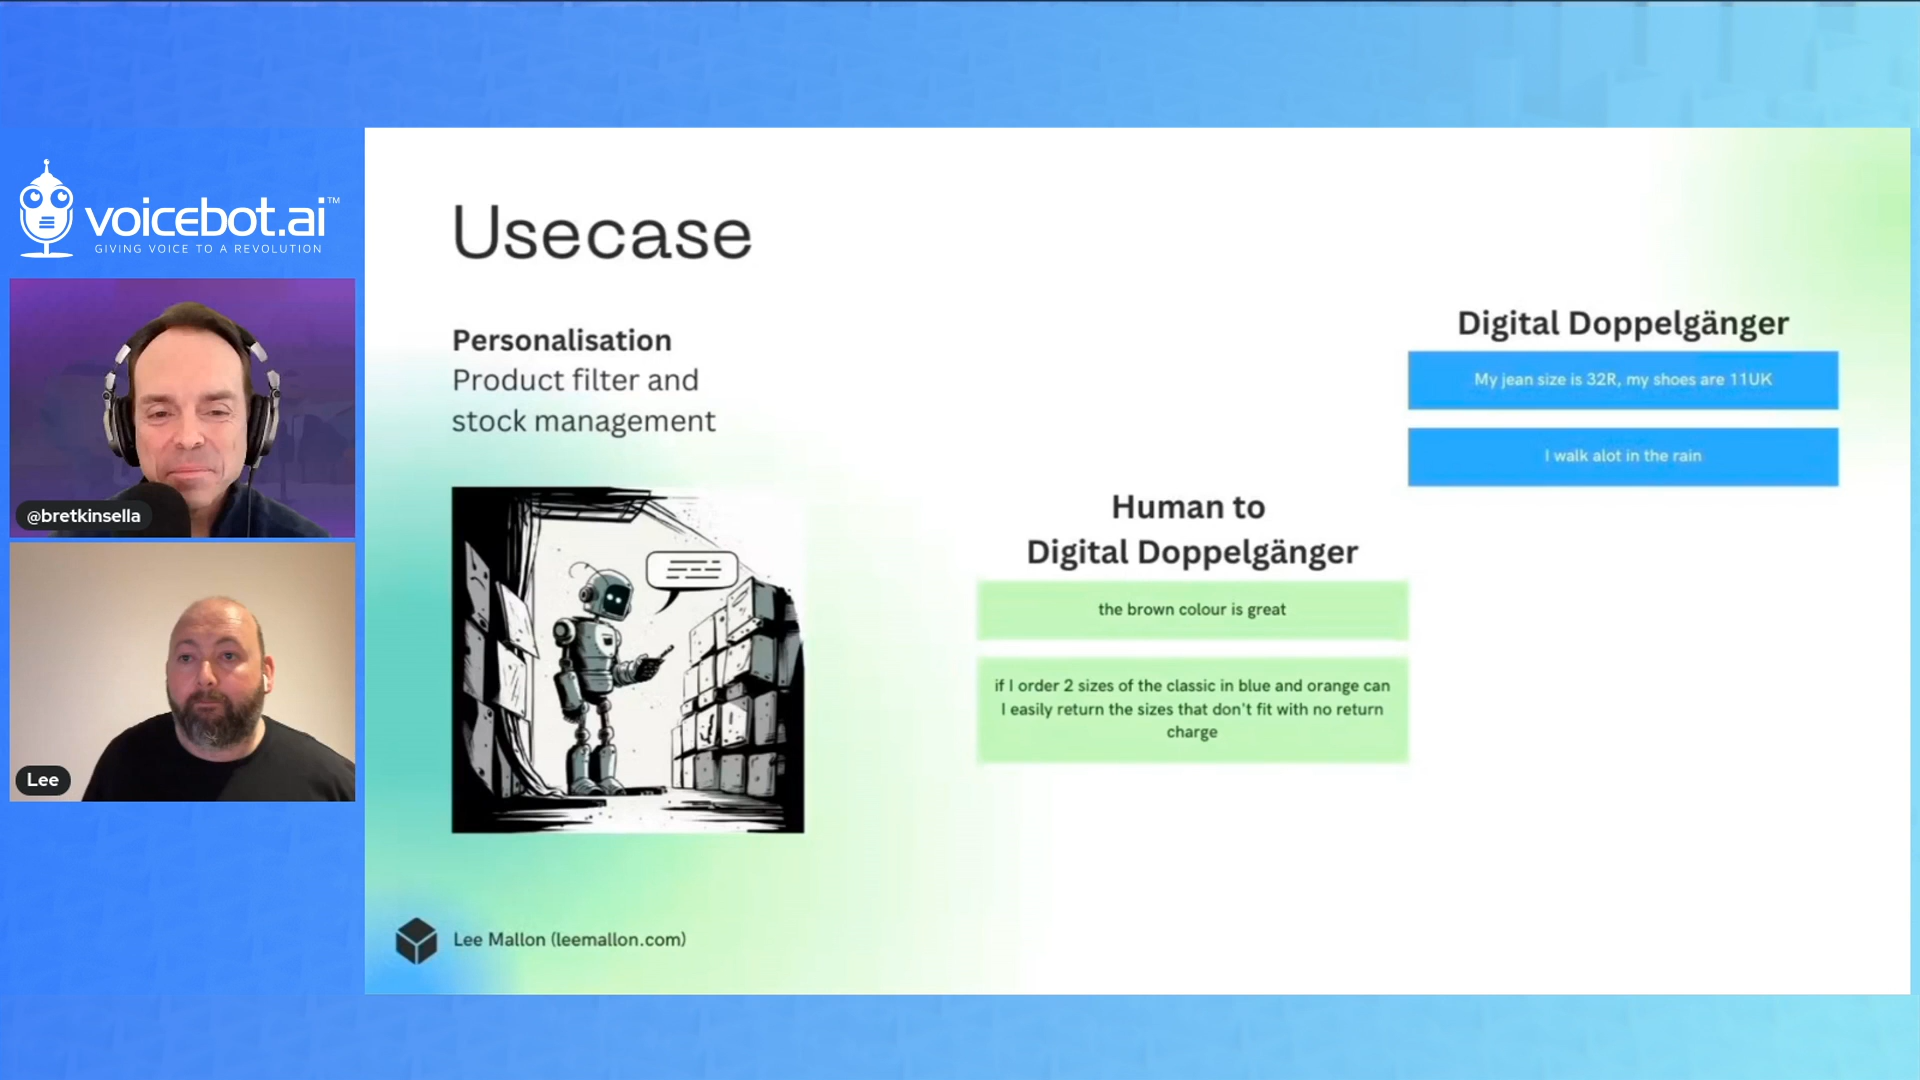 voicebot.ai™
GIVING VOICE TO A REVOLUTION
@bretkinsella
Lee
Usecase
Personalisation
Product filter and
stock management
Lee Mallon (leemallon.com)
Human to
Digital Doppelgänger
the brown colour is great
if I order 2 sizes of the classic in blue and orange can
I easily return the sizes that don't fit with no return
charge
Digital Doppelgänger
My jean size is 32R, my shoes are 11UK
I walk alot in the rain